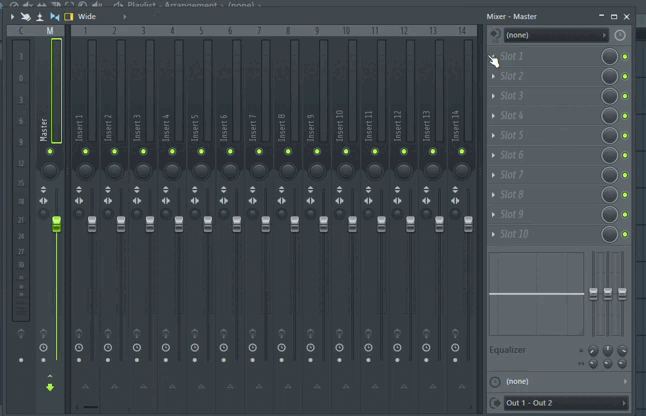 Playlist - Arrangement › (none) ›
Wide
Mixer - Master
C M 1 2 3 4 5 6 7 8 9 10 11 12 13 14
(none)
Slot 1
Slot 2
Slot 3
Slot 4
Slot 5
Slot 6
Slot 7
Slot 8
Slot 9
Slot 10
3
0
3
6
9
12
15
18
21
24
27
30
Master
Insert 1
Insert 2
Insert 3
Insert 4
Insert 5
Insert 6
Insert 7
Insert 8
Insert 9
Insert 10
Insert 11
Insert 12
Insert 13
Insert 14
Equalizer
(none)
Out 1 - Out 2